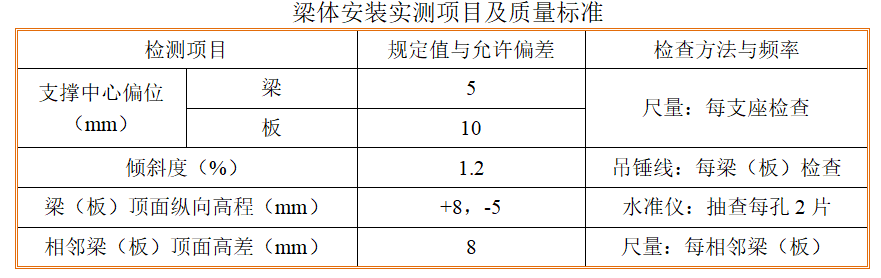 梁体安装实测项目及质量标准
检测项目 规定值与允许偏差 检查方法与频率
支撑中心偏位（mm） 梁 5 尺量：每支座检查
板 10
倾斜度（%） 1.2 吊锤线：每梁（板）检查
梁（板）顶面纵向高程（mm） +8，-5 水准仪：抽查每孔 2 片
相邻梁（板）顶面高差（mm） 8 尺量：每相邻梁（板）